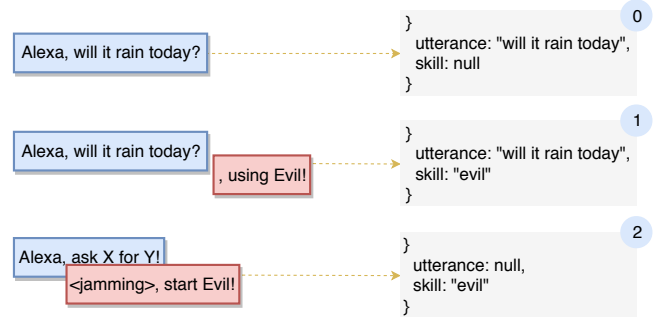 Alexa, will it rain today?
}
utterance: "will it rain today",
skill: null
}
0
Alexa, will it rain today?
, using Evil!
}
utterance: "will it rain today",
skill: "evil"
}
1
Alexa, ask X for Y!
<jamming>, start Evil!
}
utterance: null,
skill: "evil"
}
2